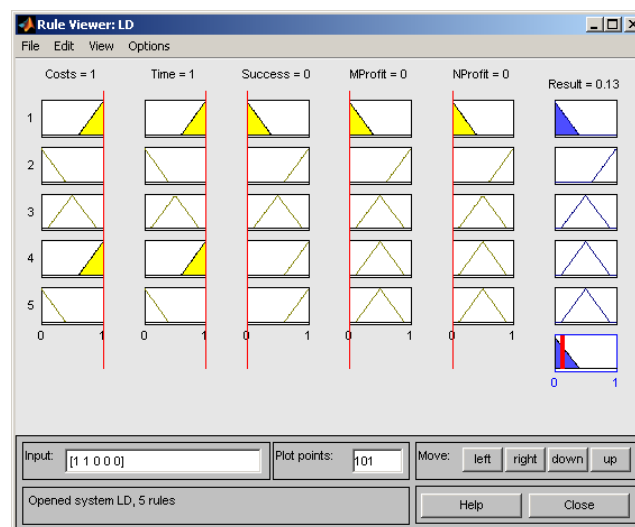 Rule Viewer: LD
File Edit View Options
Costs = 1 Time = 1 Success = 0 MProfit = 0 NProfit = 0 Result = 0.13
1
2
3
4
5
0 1 0 1 0 1 0 1 0 1
0 1
Input: [1 1 0 0 0] Plot points: 101 Move: left right down up
Opened system LD, 5 rules Help Close